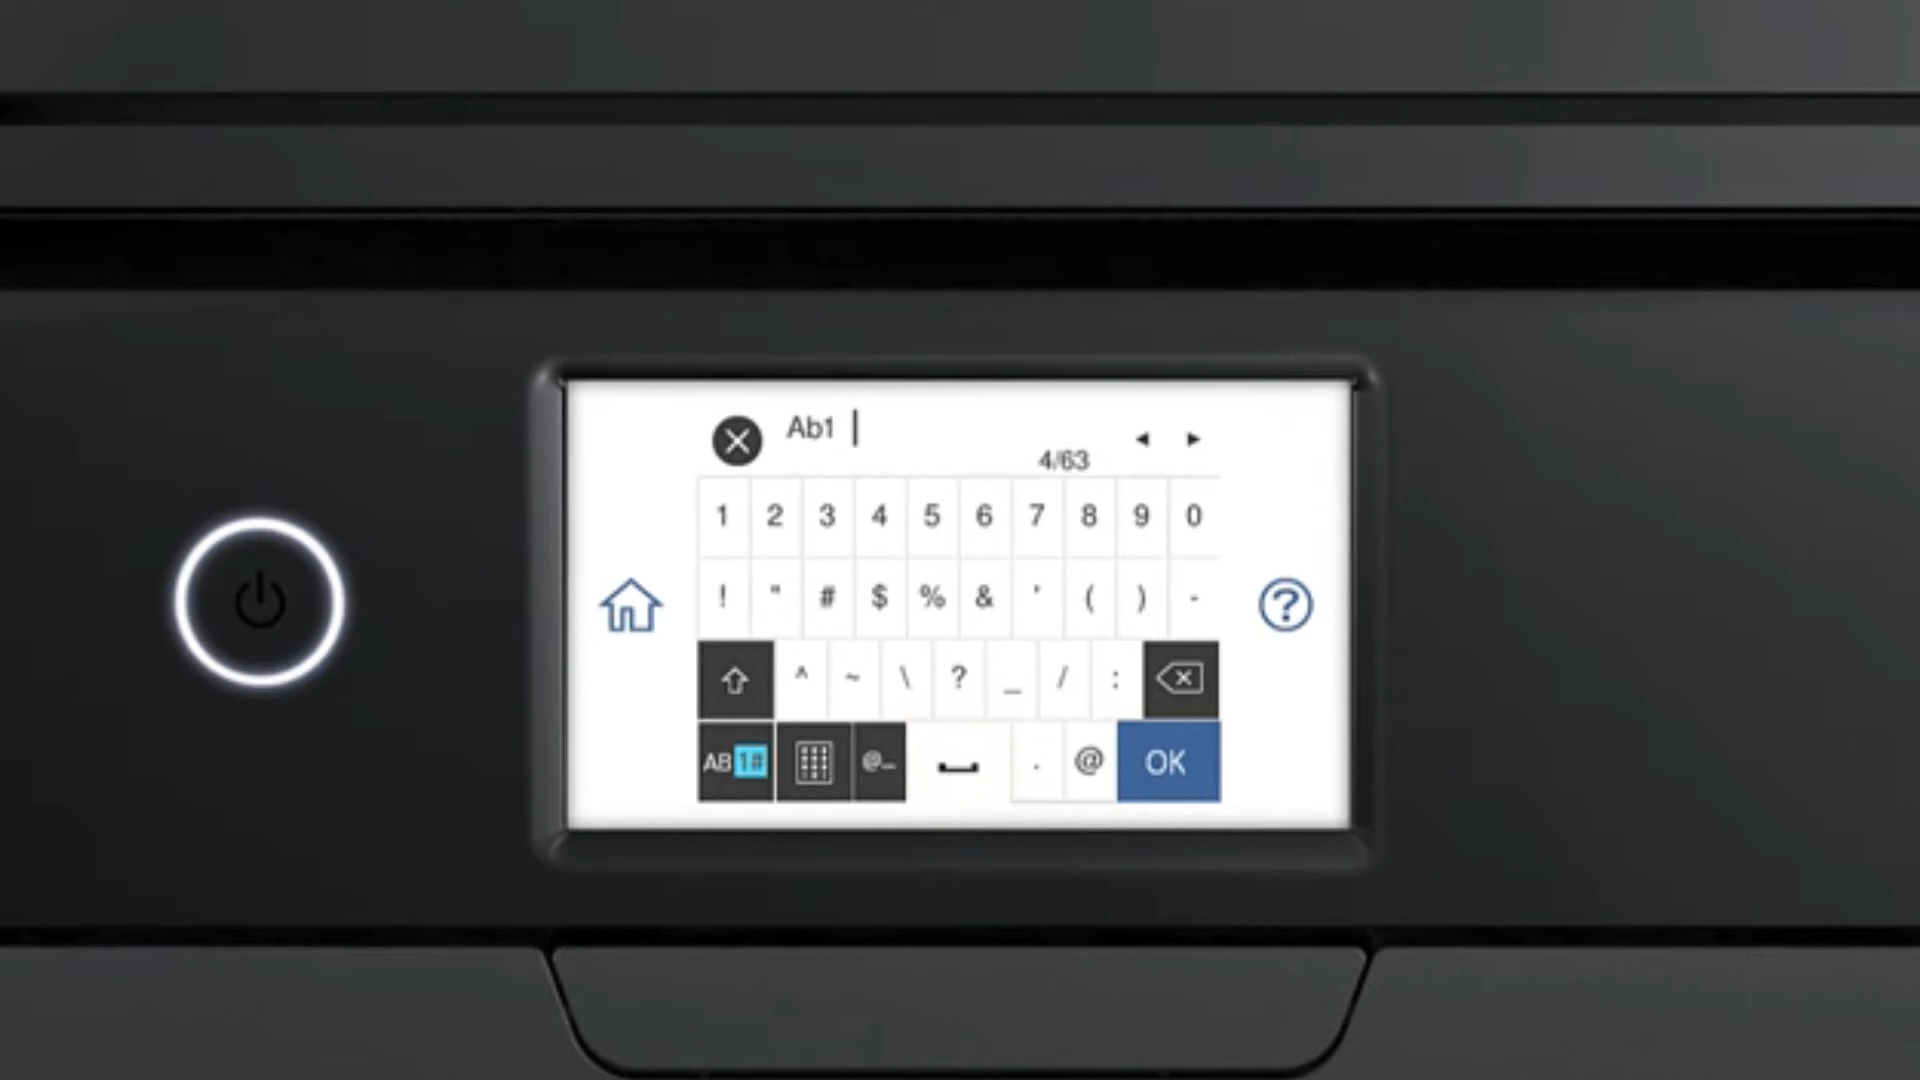 Ab1
4/63
1 2 3 4 5 6 7 8 9 0
! " # $ % & ' ( ) -
^ ~ \ ? _ / :
AB 1# @... . @ OK